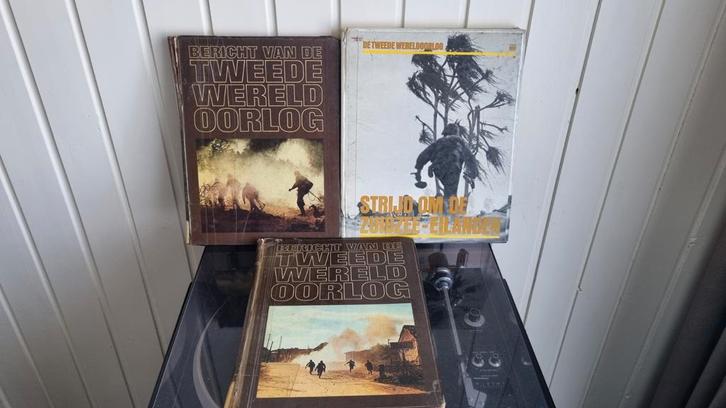 BERICHT VAN DE
TWEEDE
WERELD
OORLOG
DE TWEEDE WERELDOORLOG
STRIJD OM DE
ZUIDZEE-EILANDEN
BERICHT VAN DE
TWEEDE
WERELD
OORLOG